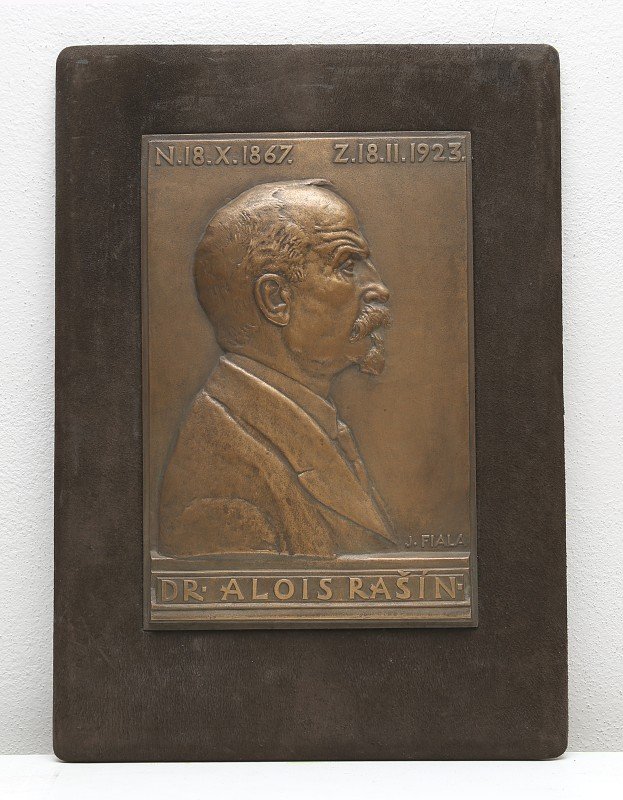 N.18.X.1867. Z.18.II.1923.
J. FIALA
DR· ALOIS RAŠÍN·